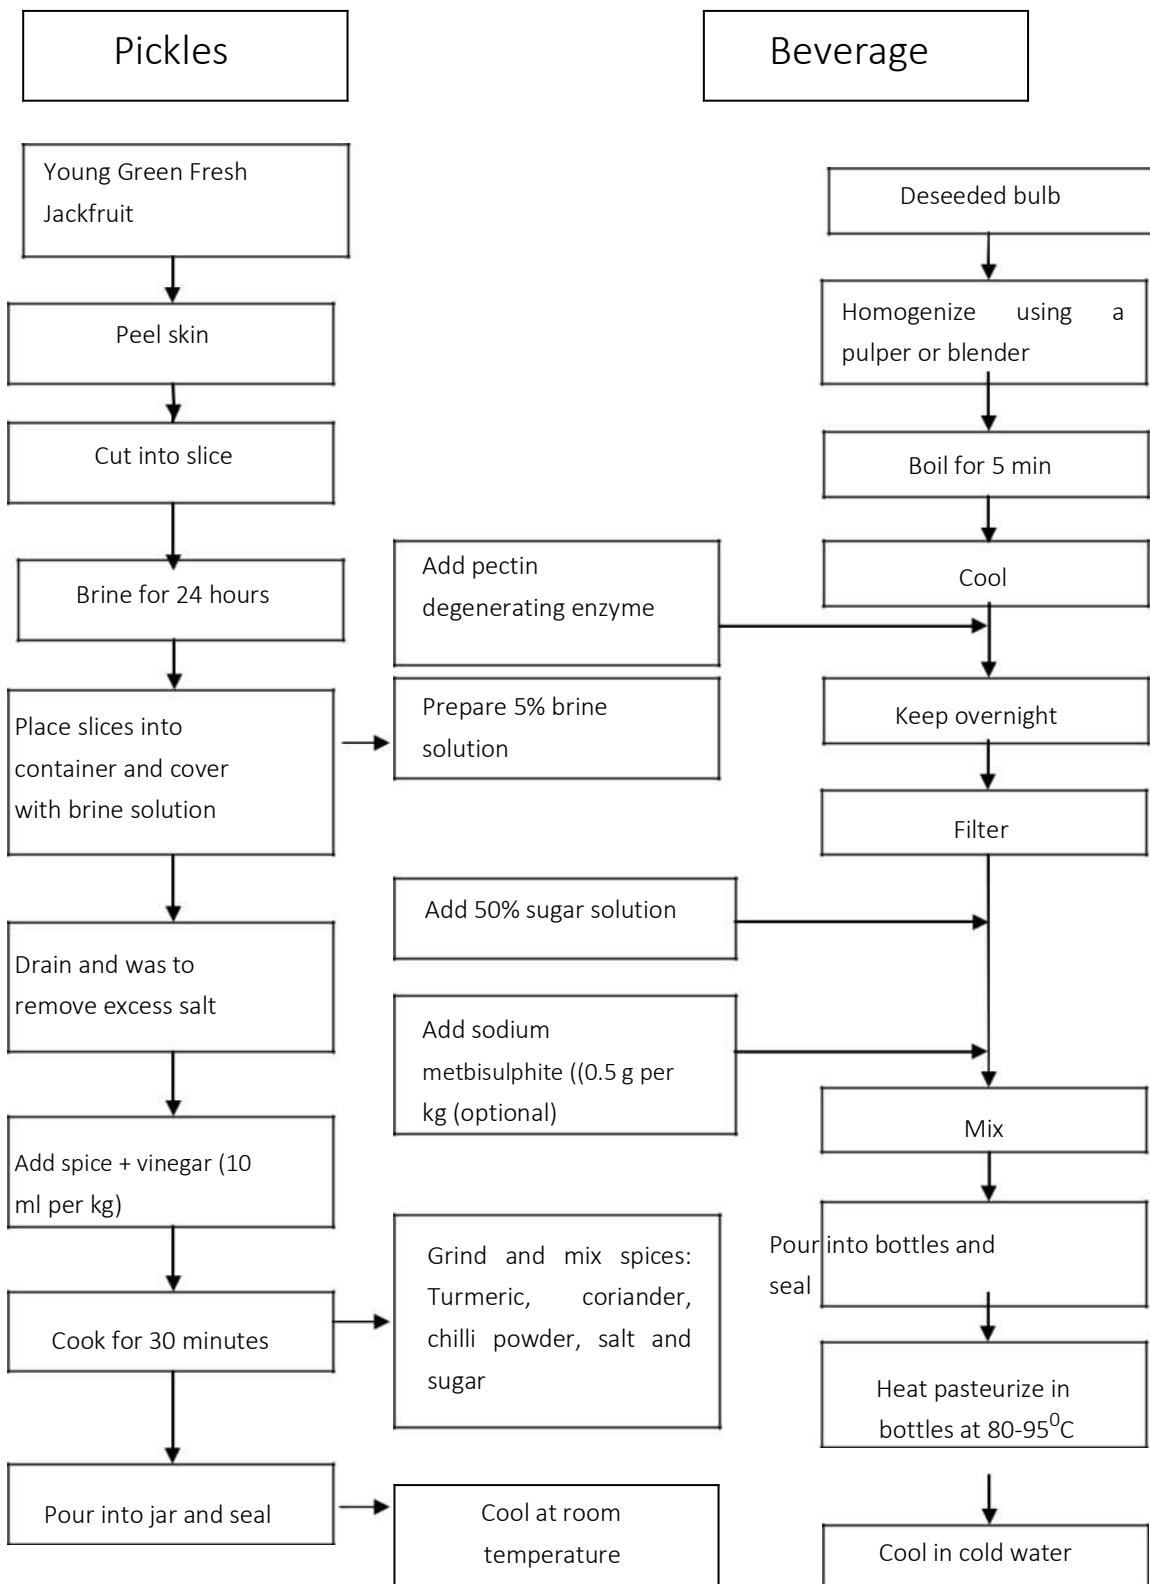 Pickles
Young Green Fresh
Jackfruit
Peel skin
Cut into slice
Brine for 24 hours
Place slices into
container and cover
with brine solution
Prepare 5% brine
solution
Drain and was to
remove excess salt
Add spice + vinegar (10
ml per kg)
Cook for 30 minutes
Grind and mix spices:
Turmeric, coriander,
chilli powder, salt and
sugar
Pour into jar and seal
Cool at room
temperature
Beverage
Deseeded bulb
Homogenize using a
pulper or blender
Boil for 5 min
Cool
Add pectin
degenerating enzyme
Keep overnight
Filter
Add 50% sugar solution
Add sodium
metbisulphite ((0.5 g per
kg (optional)
Mix
Pour into bottles and
seal
Heat pasteurize in
bottles at 80-95⁰C
Cool in cold water